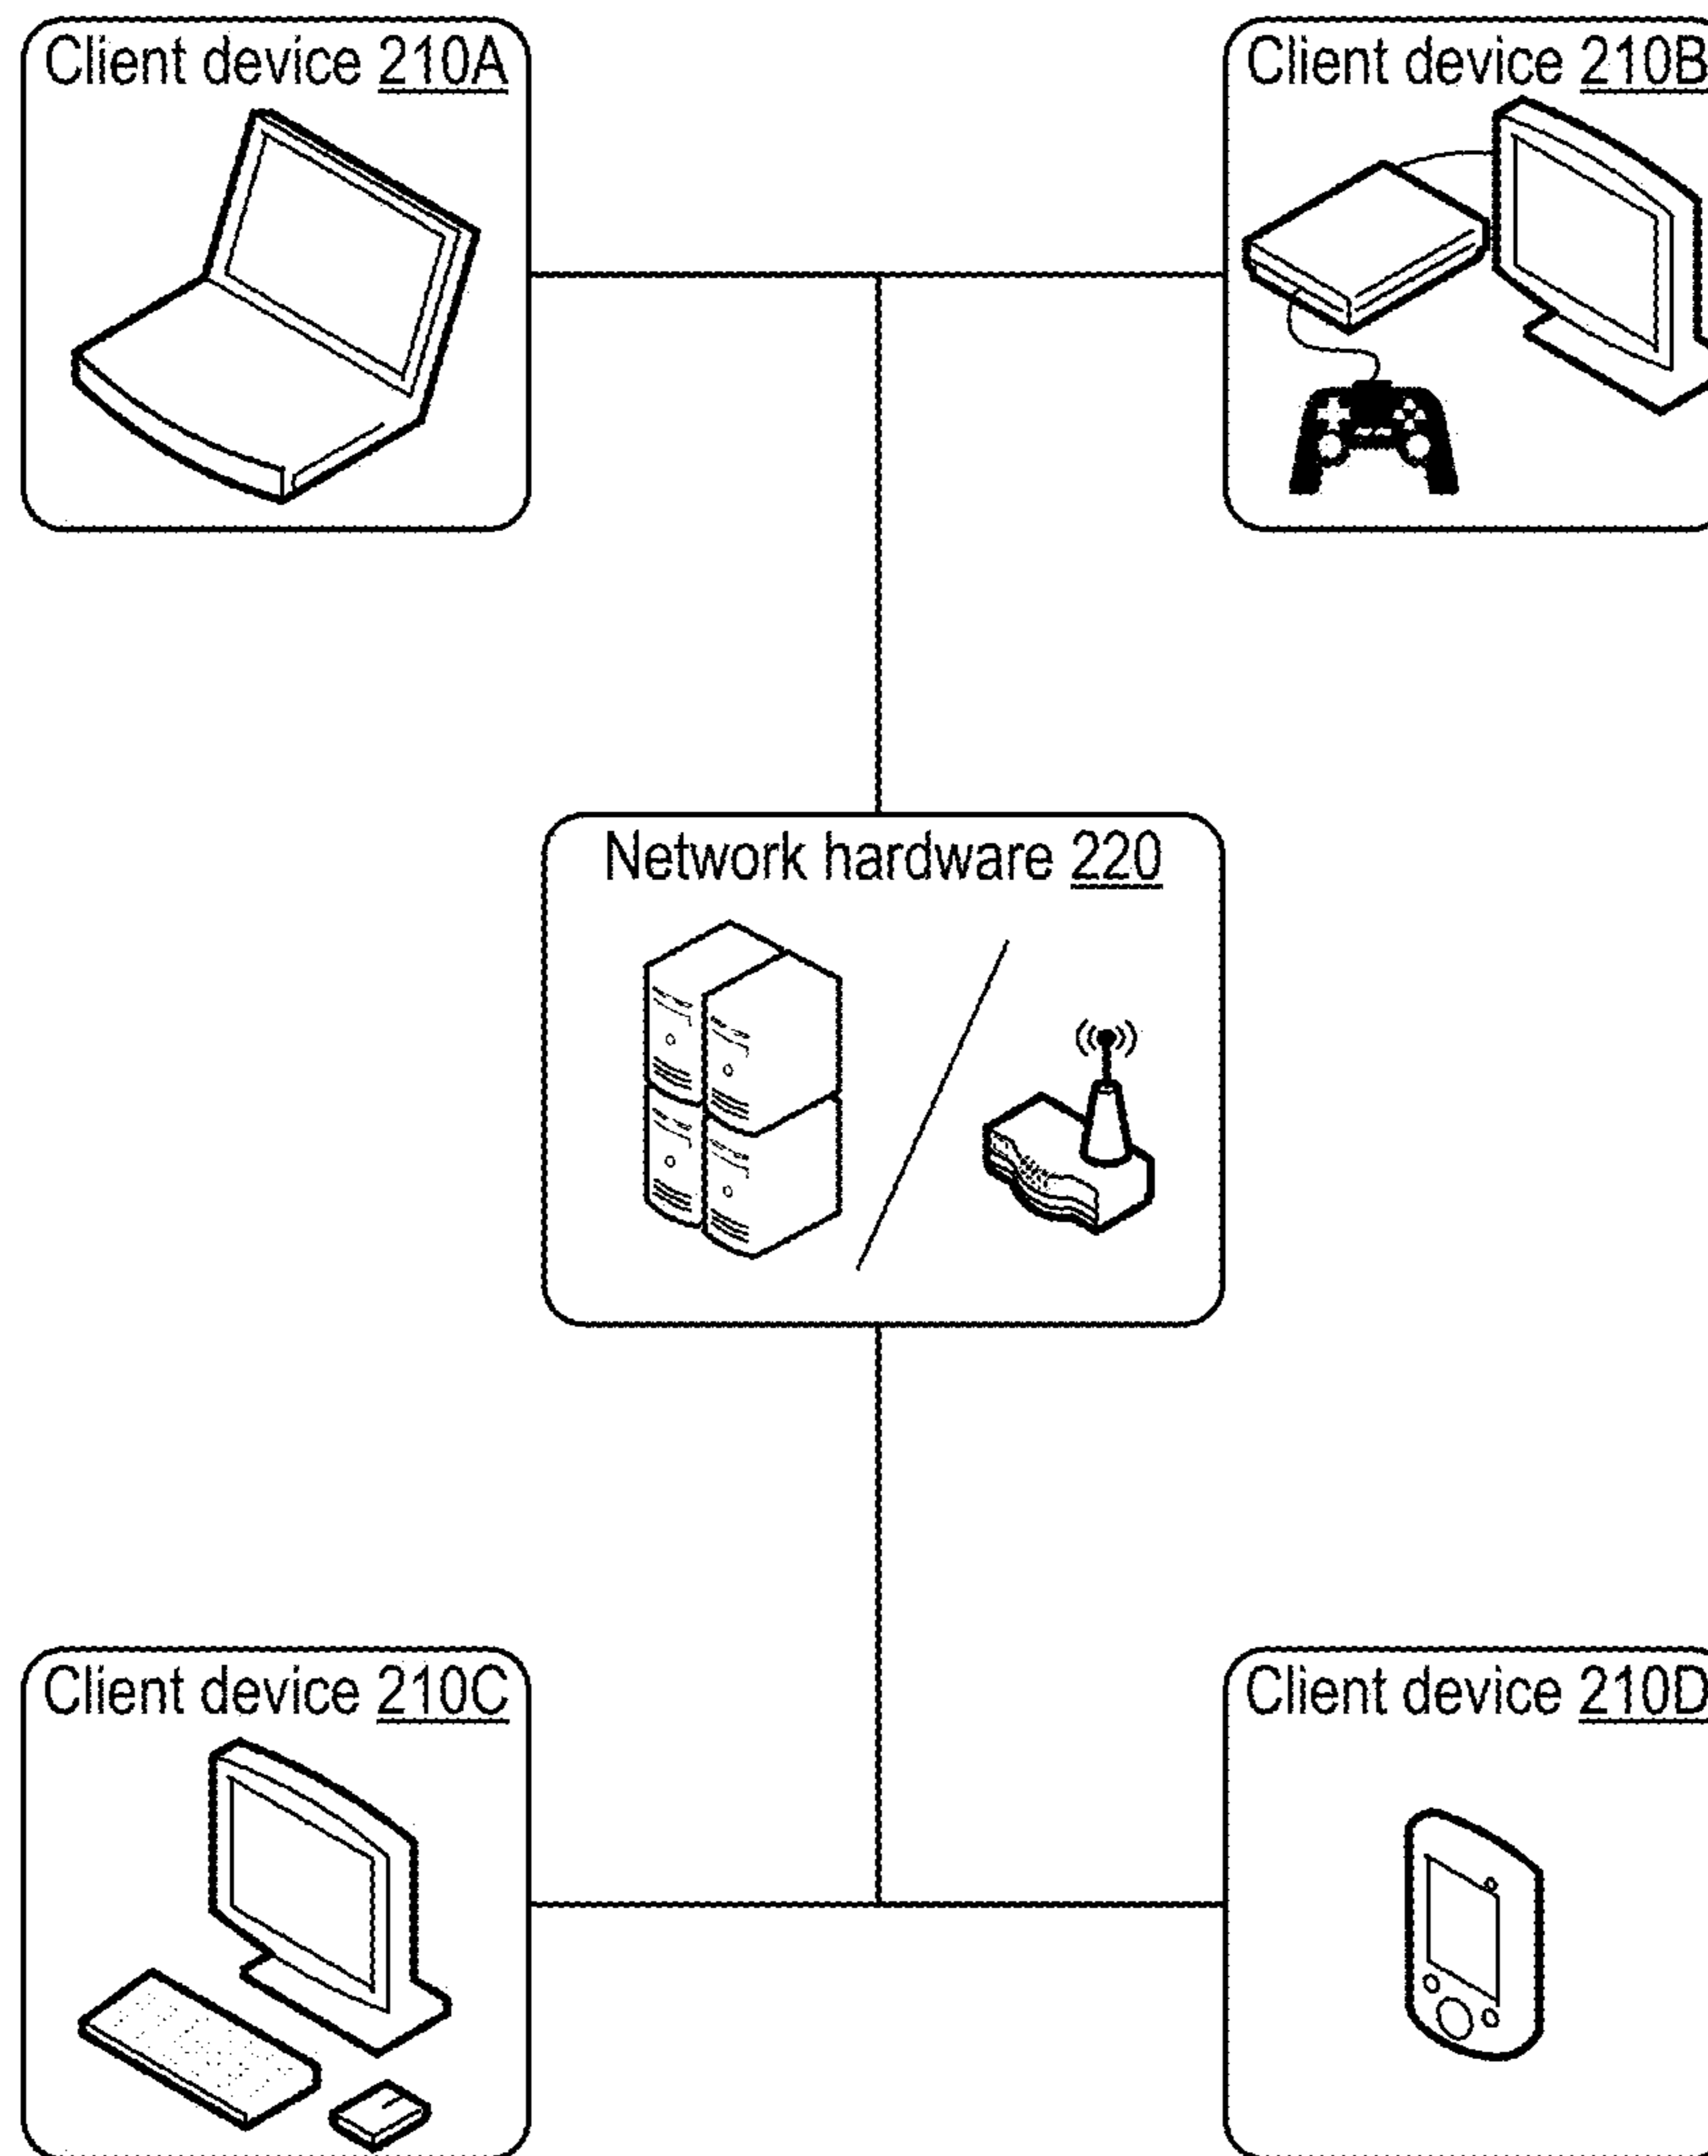 Client device 210A
Client device 210B
Network hardware 220
Client device 210C
Client device 210D